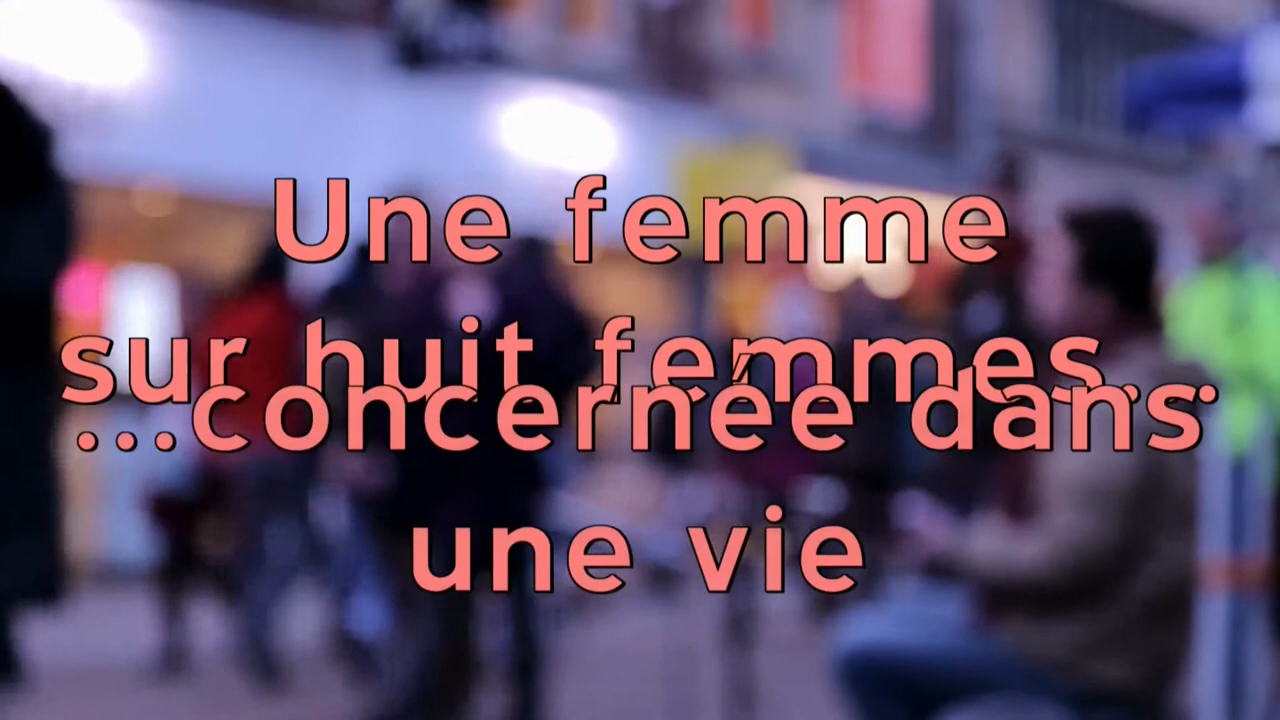 Une femme
sur huit femmes...
...concernée dans
une vie